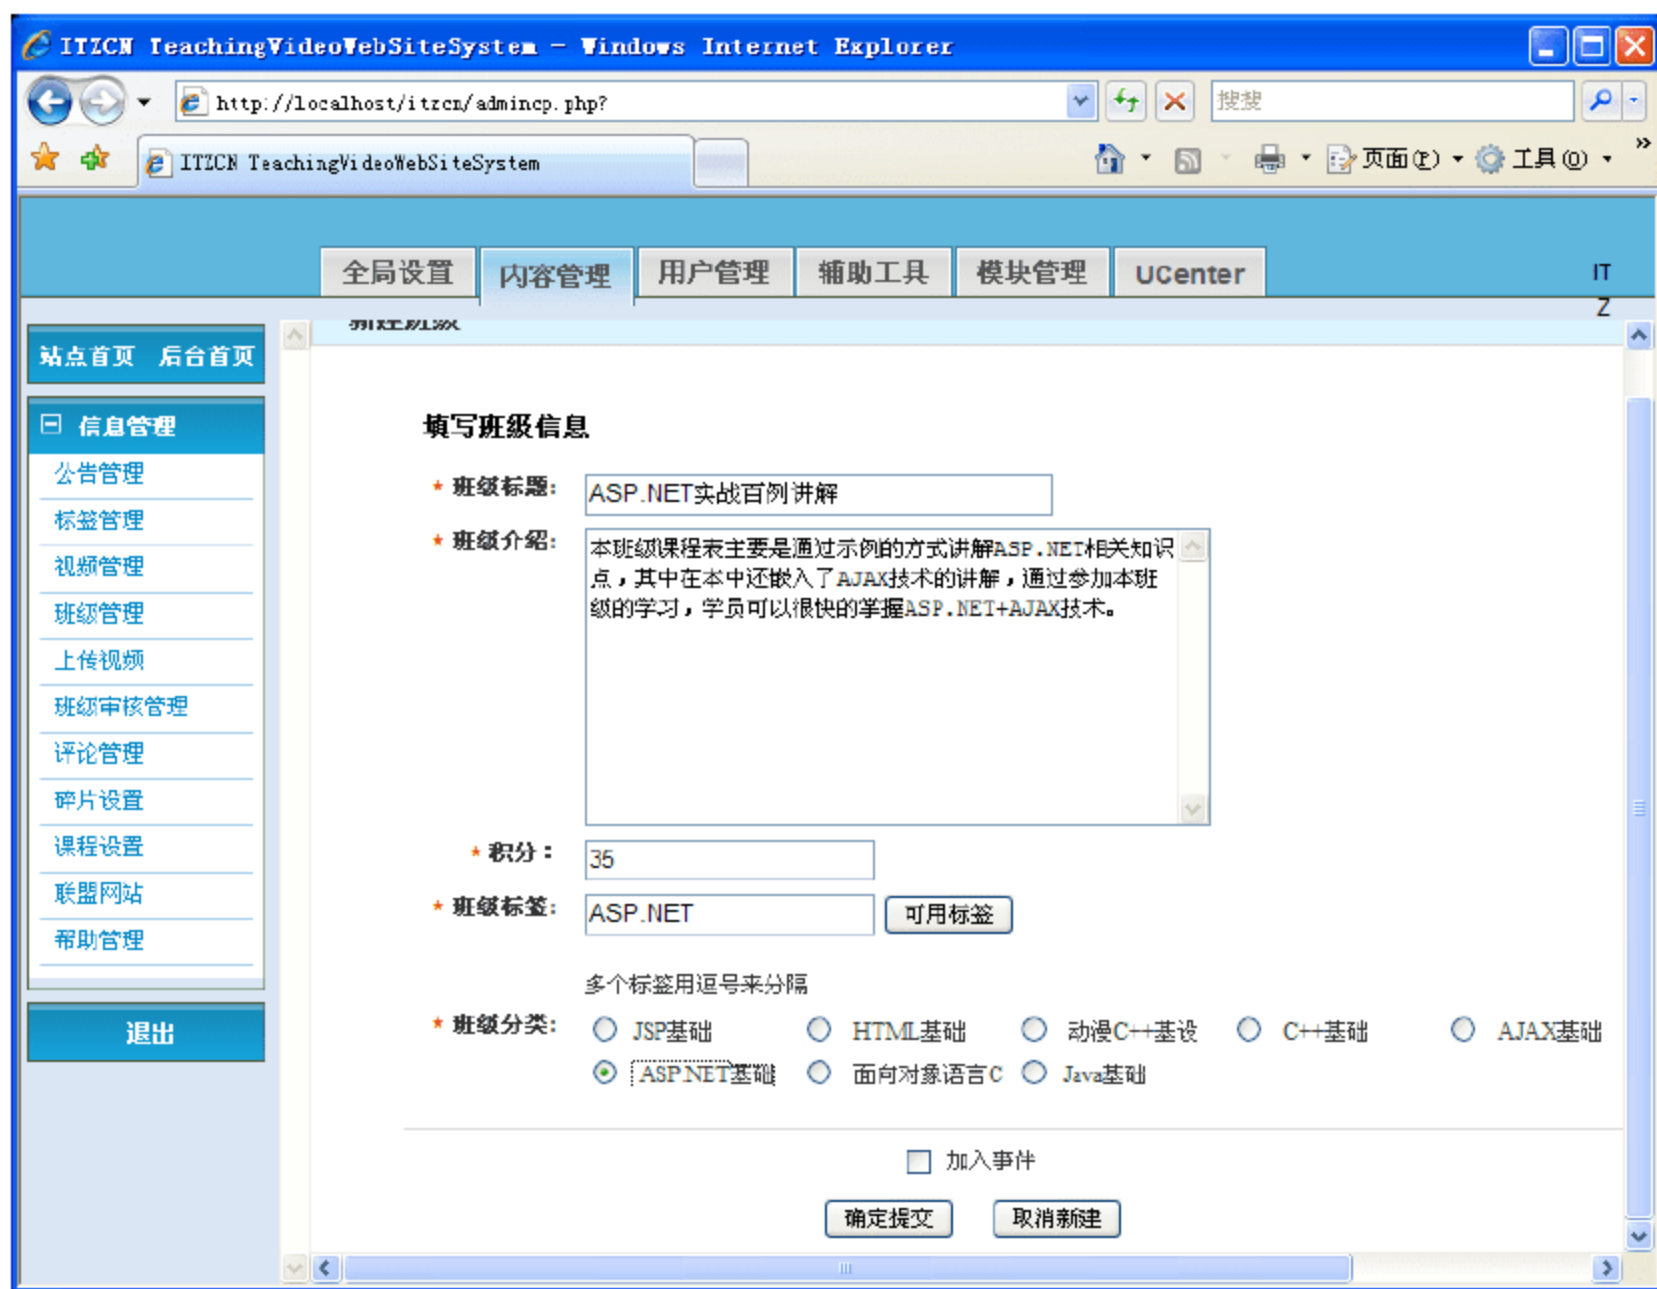 ITZCN TeachingVideoWebSiteSystem - Windows Internet Explorer
http://localhost/itzcn/admincp.php?
搜搜
ITZCN TeachingVideoWebSiteSystem
页面(P)
工具(O)
»
全局设置
内容管理
用户管理
辅助工具
模块管理
UCenter
IT
Z
站点首页 后台首页
新建班级
信息管理
公告管理
标签管理
视频管理
班级管理
上传视频
班级审核管理
评论管理
碎片设置
课程设置
联盟网站
帮助管理
退出
填写班级信息
* 班级标题: ASP.NET实战百例讲解
* 班级介绍: 本班级课程表主要是通过示例的方式讲解ASP.NET相关知识
点，其中在本中还嵌入了AJAX技术的讲解，通过参加本班
级的学习，学员可以很快的掌握ASP.NET+AJAX技术。
* 积分： 35
* 班级标签: ASP.NET 可用标签
多个标签用逗号来分隔
* 班级分类: JSP基础 HTML基础 动漫C++基设 C++基础 AJAX基础
ASP.NET基础 面向对象语言C Java基础
加入事件
确定提交 取消新建